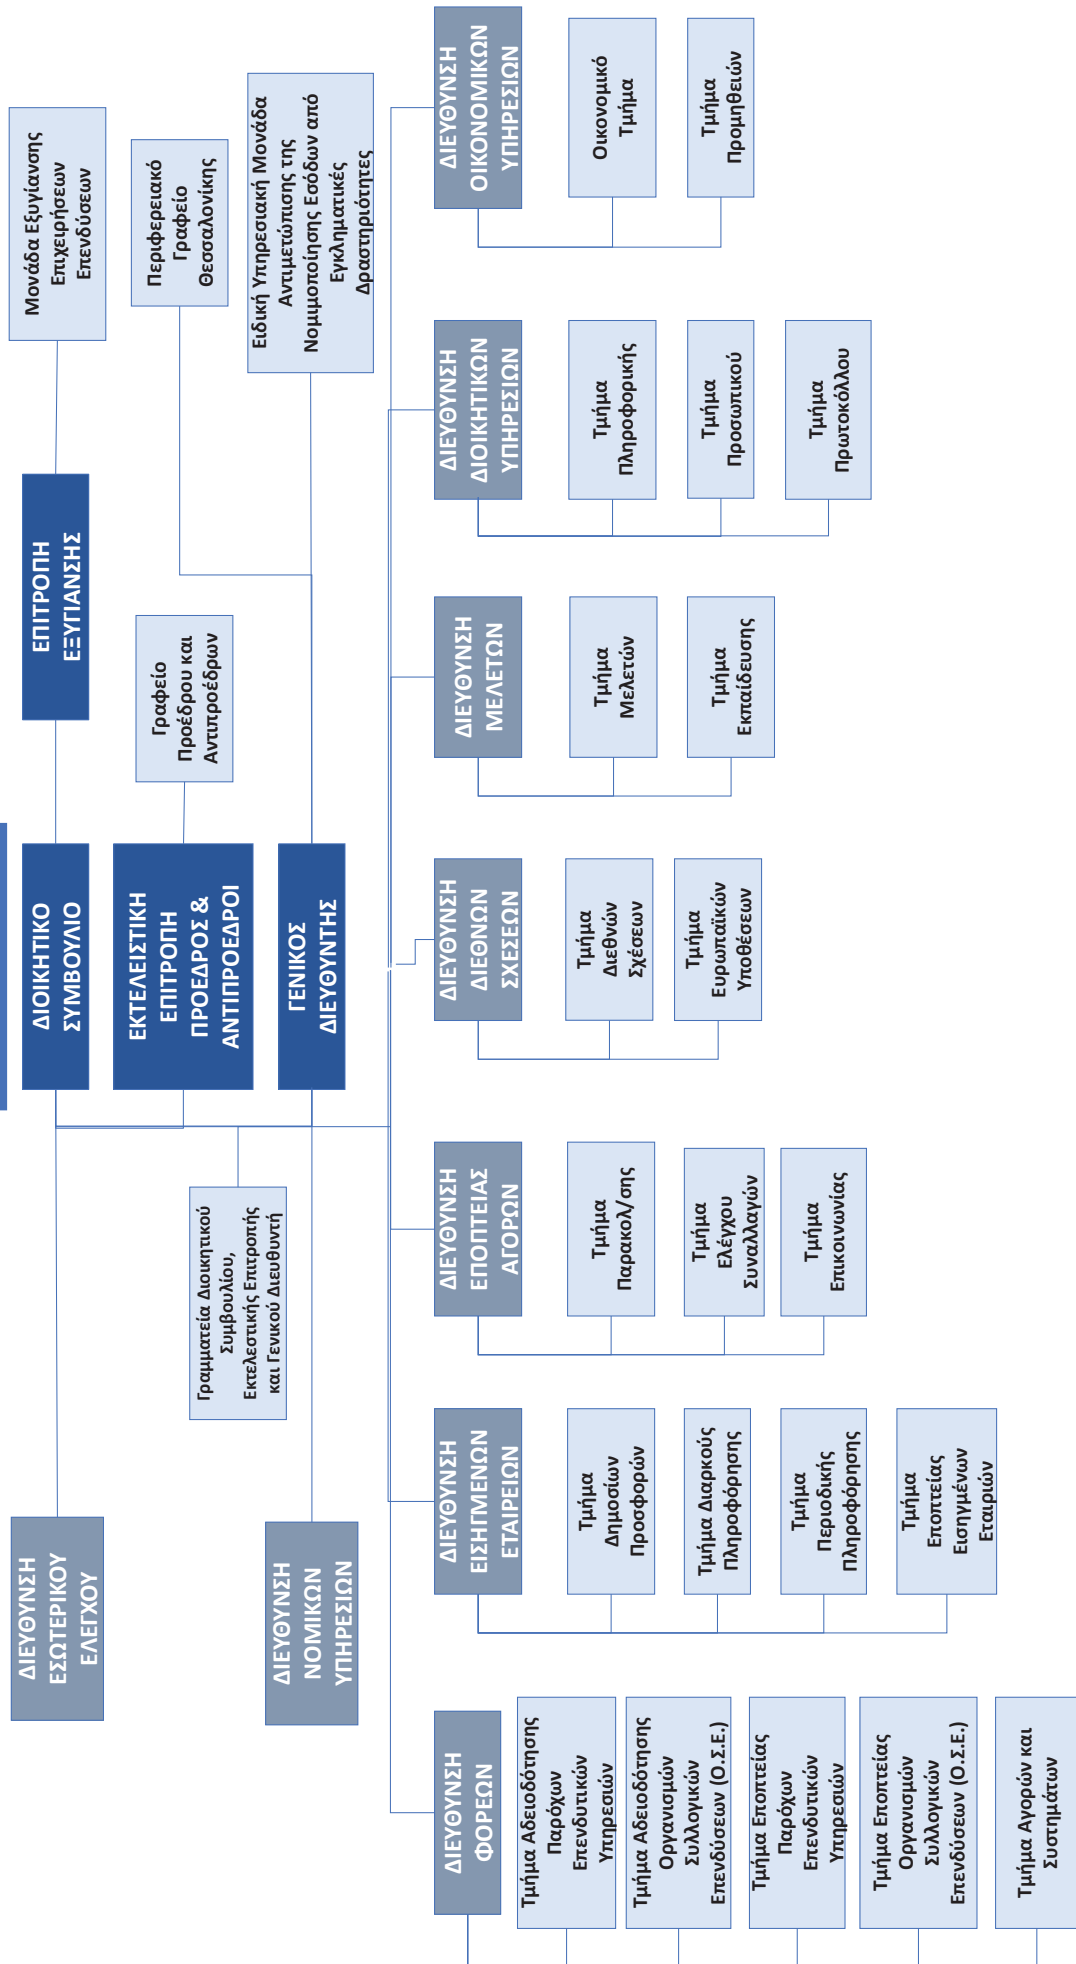 ΔΙΕΥΘΥΝΣΗ
ΕΣΩΤΕΡΙΚΟΥ
ΕΛΕΓΧΟΥ
ΔΙΟΙΚΗΤΙΚΟ
ΣΥΜΒΟΥΛΙΟ
ΕΠΙΤΡΟΠΗ
ΕΞΥΓΙΑΝΣΗΣ
Μονάδα Εξυγίανσης
Επιχειρήσεων
Επενδύσεων
ΕΚΤΕΛΕΙΣΤΙΚΗ
ΕΠΙΤΡΟΠΗ
ΠΡΟΕΔΡΟΣ &
ΑΝΤΙΠΡΟΕΔΡΟΙ
Γραφείο
Προέδρου και
Αντιπροέδρων
Περιφερειακό
Γραφείο
Θεσσαλονίκης
Γραμματεία Διοικητικού
Συμβουλίου,
Εκτελεστικής Επιτροπής
και Γενικού Διευθυντή
ΔΙΕΥΘΥΝΣΗ
ΝΟΜΙΚΩΝ
ΥΠΗΡΕΣΙΩΝ
ΓΕΝΙΚΟΣ
ΔΙΕΥΘΥΝΤΗΣ
Ειδική Υπηρεσιακή Μονάδα
Αντιμετώπισης της
Νομιμοποίησης Εσόδων από
Εγκληματικές
Δραστηριότητες
ΔΙΕΥΘΥΝΣΗ
ΦΟΡΕΩΝ
Τμήμα Αδειοδότησης
Παρόχων
Επενδυτικών
Υπηρεσιών
Τμήμα Αδειοδότησης
Οργανισμών
Συλλογικών
Επενδύσεων (Ο.Σ.Ε.)
Τμήμα Εποπτείας
Παρόχων
Επενδυτικών
Υπηρεσιών
Τμήμα Εποπτείας
Οργανισμών
Συλλογικών
Επενδύσεων (Ο.Σ.Ε.)
Τμήμα Αγορών και
Συστημάτων
ΔΙΕΥΘΥΝΣΗ
ΕΙΣΗΓΜΕΝΩΝ
ΕΤΑΙΡΕΙΩΝ
Τμήμα
Δημοσίων
Προσφορών
Τμήμα Διαρκούς
Πληροφόρησης
Τμήμα
Περιοδικής
Πληροφόρησης
Τμήμα
Εποπτείας
Εισηγμένων
Εταιριών
ΔΙΕΥΘΥΝΣΗ
ΕΠΟΠΤΕΙΑΣ
ΑΓΟΡΩΝ
Τμήμα
Παρακολ/σης
Τμήμα
Ελέγχου
Συναλλαγών
Τμήμα
Επικοινωνίας
ΔΙΕΥΘΥΝΣΗ
ΔΙΕΘΝΩΝ
ΣΧΕΣΕΩΝ
Τμήμα
Διεθνών
Σχέσεων
Τμήμα
Ευρωπαϊκών
Υποθέσεων
ΔΙΕΥΘΥΝΣΗ
ΜΕΛΕΤΩΝ
Τμήμα
Μελετών
Τμήμα
Εκπαίδευσης
ΔΙΕΥΘΥΝΣΗ
ΔΙΟΙΚΗΤΙΚΩΝ
ΥΠΗΡΕΣΙΩΝ
Τμήμα
Πληροφορικής
Τμήμα
Προσωπικού
Τμήμα
Πρωτοκόλλου
ΔΙΕΥΘΥΝΣΗ
ΟΙΚΟΝΟΜΙΚΩΝ
ΥΠΗΡΕΣΙΩΝ
Οικονομικό
Τμήμα
Τμήμα
Προμηθειών